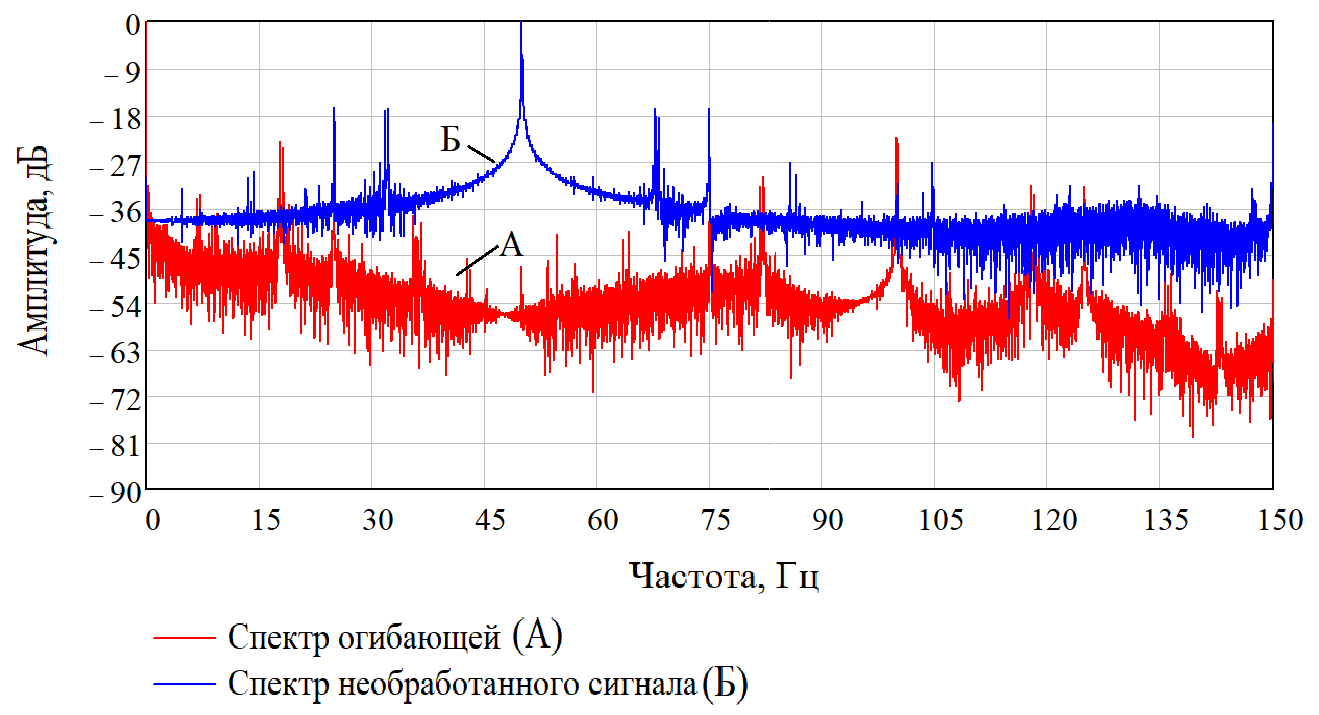 0
– 9
– 18
– 27
– 36
– 45
– 54
– 63
– 72
– 81
– 90
Амплитуда, дБ
Б
А
0 15 30 45 60 75 90 105 120 135 150
Частота, Гц
Спектр огибающей (А)
Спектр необработанного сигнала (Б)